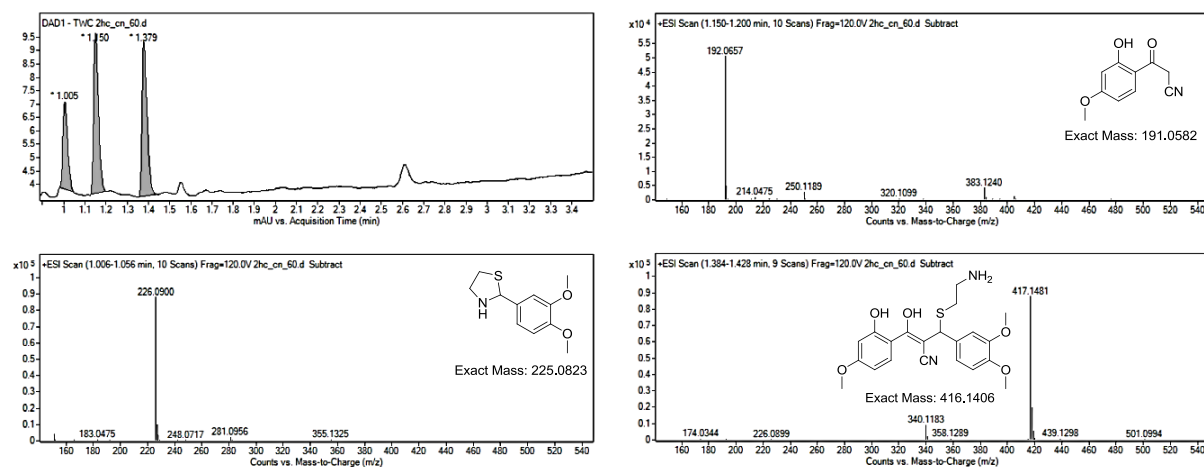 DAD1 - TWC 2hc_cn_60.d
* 1.005
* 1.150
* 1.379
9.5
9
8.5
8
7.5
7
6.5
6
5.5
5
4.5
4
1 1.1 1.2 1.3 1.4 1.5 1.6 1.7 1.8 1.9 2 2.1 2.2 2.3 2.4 2.5 2.6 2.7 2.8 2.9 3 3.1 3.2 3.3 3.4
mAU vs. Acquisition Time (min)
x10 4
+ESI Scan (1.150-1.200 min, 10 Scans) Frag=120.0V 2hc_cn_60.d Subtract
5.5
5
4.5
4
3.5
3
2.5
2
1.5
1
0.5
0
192.0657
214.0475
250.1189
320.1099
383.1240
OH
O
CN
O
Exact Mass: 191.0582
160 180 200 220 240 260 280 300 320 340 360 380 400 420 440 460 480 500 520 540
Counts vs. Mass-to-Charge (m/z)
x10 5
+ESI Scan (1.006-1.056 min, 10 Scans) Frag=120.0V 2hc_cn_60.d Subtract
1
0.9
0.8
0.7
0.6
0.5
0.4
0.3
0.2
0.1
0
226.0900
183.0475
248.0717
281.0956
355.1325
S
NH
O
O
Exact Mass: 225.0823
160 180 200 220 240 260 280 300 320 340 360 380 400 420 440 460 480 500 520 540
Counts vs. Mass-to-Charge (m/z)
x10 5
+ESI Scan (1.384-1.428 min, 9 Scans) Frag=120.0V 2hc_cn_60.d Subtract
1
0.9
0.8
0.7
0.6
0.5
0.4
0.3
0.2
0.1
0
417.1481
174.0344
226.0899
340.1183
358.1289
439.1298
501.0994
NH2
S
OH
OH
O
CN
O
O
Exact Mass: 416.1406
160 180 200 220 240 260 280 300 320 340 360 380 400 420 440 460 480 500 520 540
Counts vs. Mass-to-Charge (m/z)